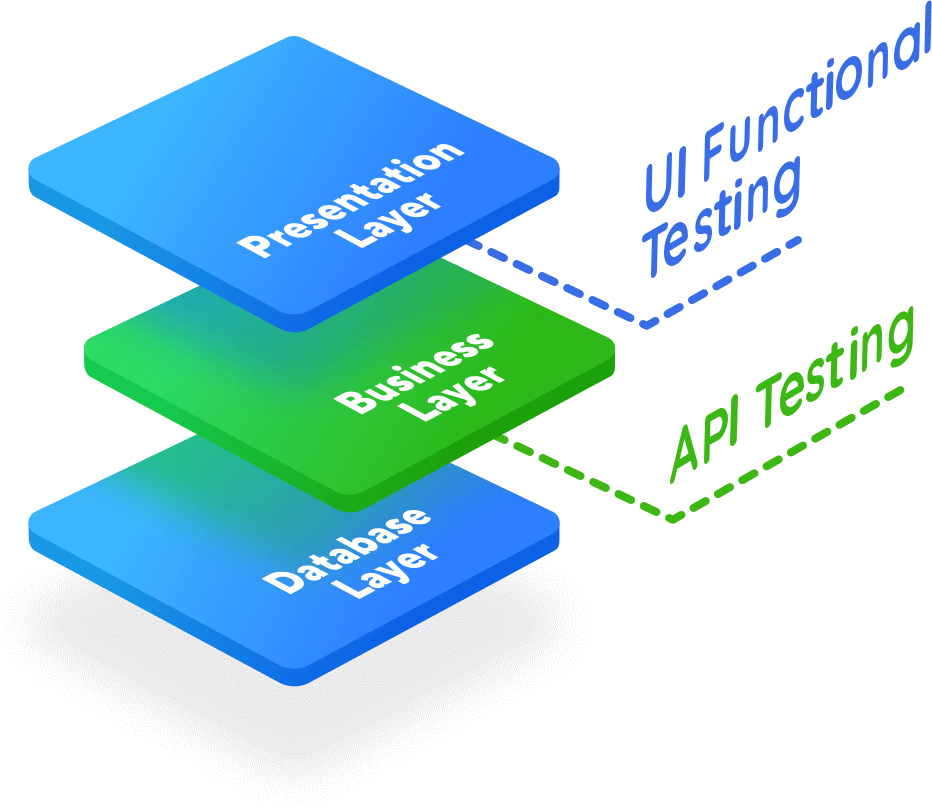 Presentation
Layer
UI Functional
Testing
Business
Layer
API Testing
Database
Layer